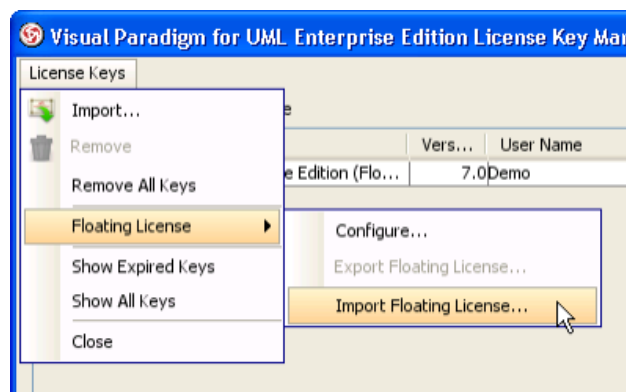 Visual Paradigm for UML Enterprise Edition License Key Mar
License Keys
Import...
e
Remove
Vers...
User Name
Remove All Keys
e Edition (Flo...
7.0
Demo
Floating License
Configure...
Show Expired Keys
Export Floating License...
Show All Keys
Import Floating License...
Close